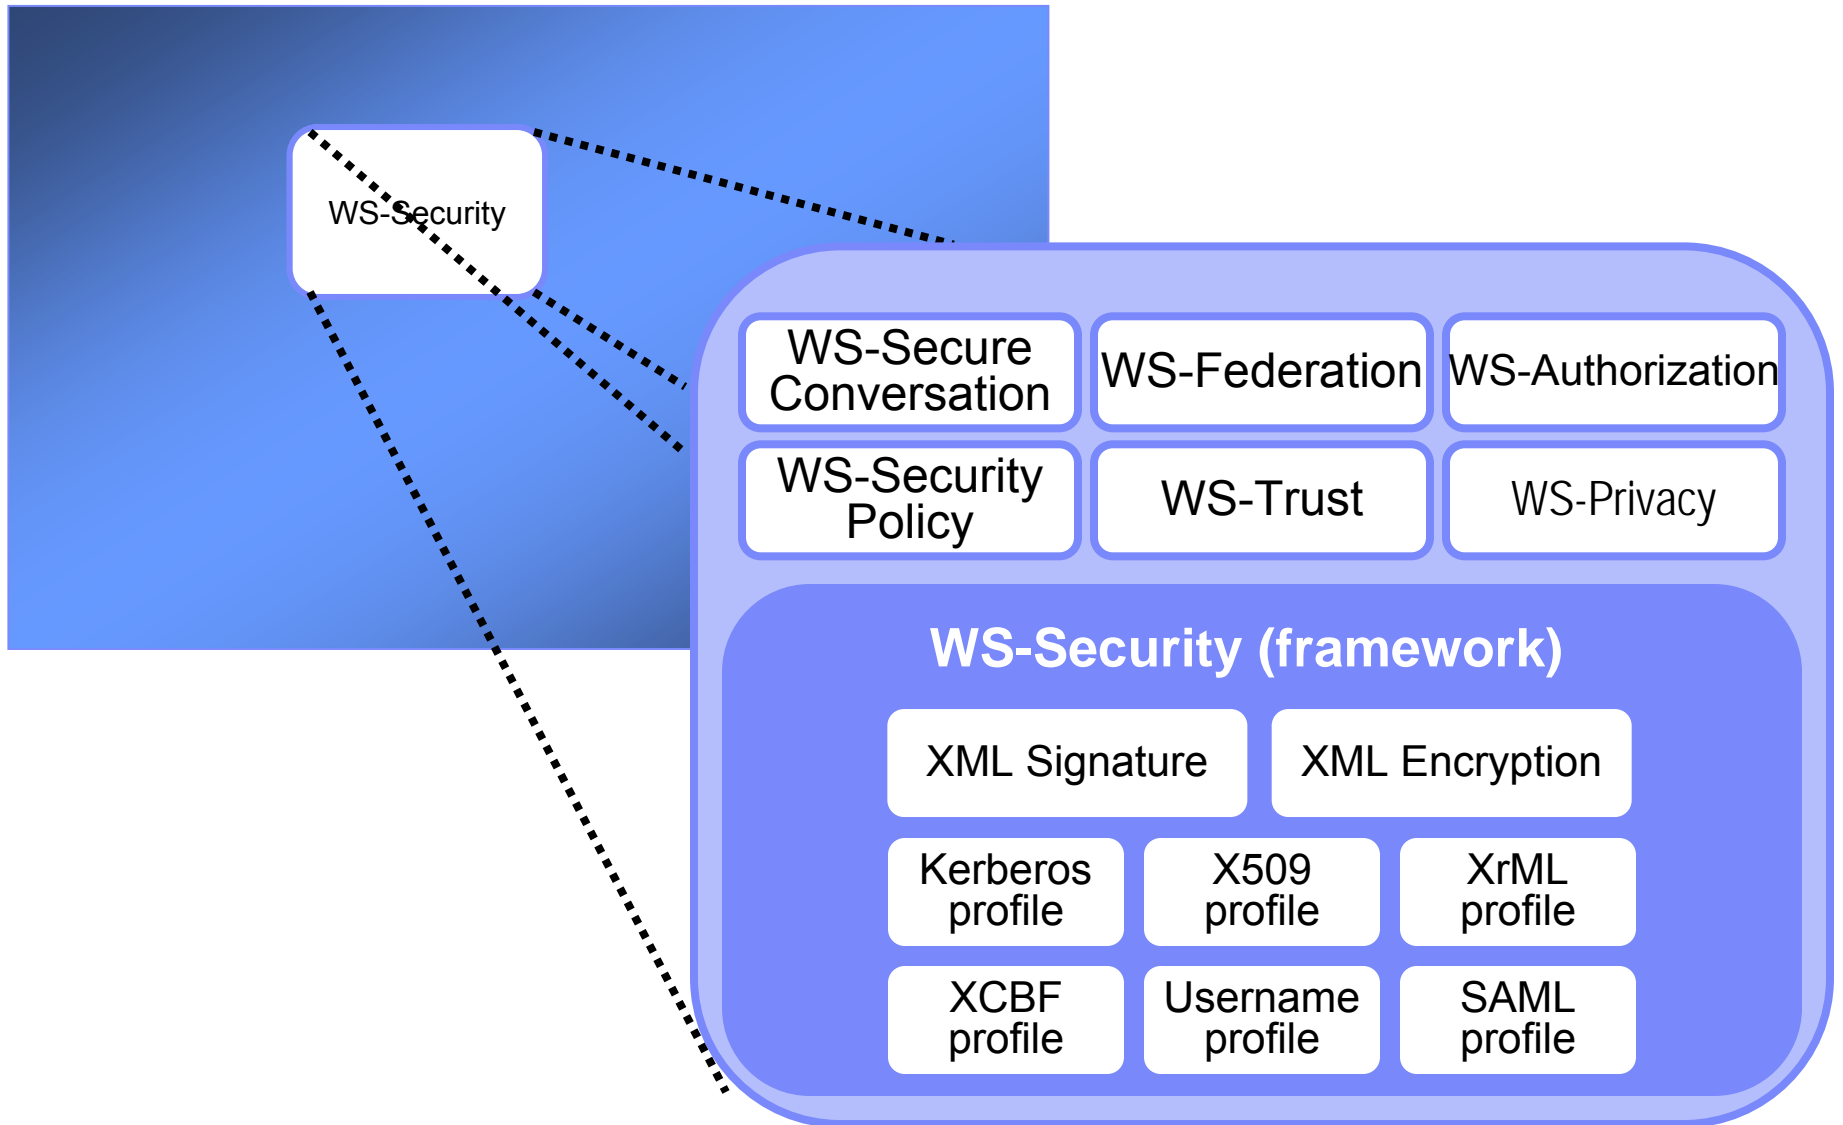 WS-Security
WS-Secure
Conversation
WS-Federation
WS-Authorization
WS-Security
Policy
WS-Trust
WS-Privacy
WS-Security (framework)
XML Signature
XML Encryption
Kerberos
profile
X509
profile
XrML
profile
XCBF
profile
Username
profile
SAML
profile